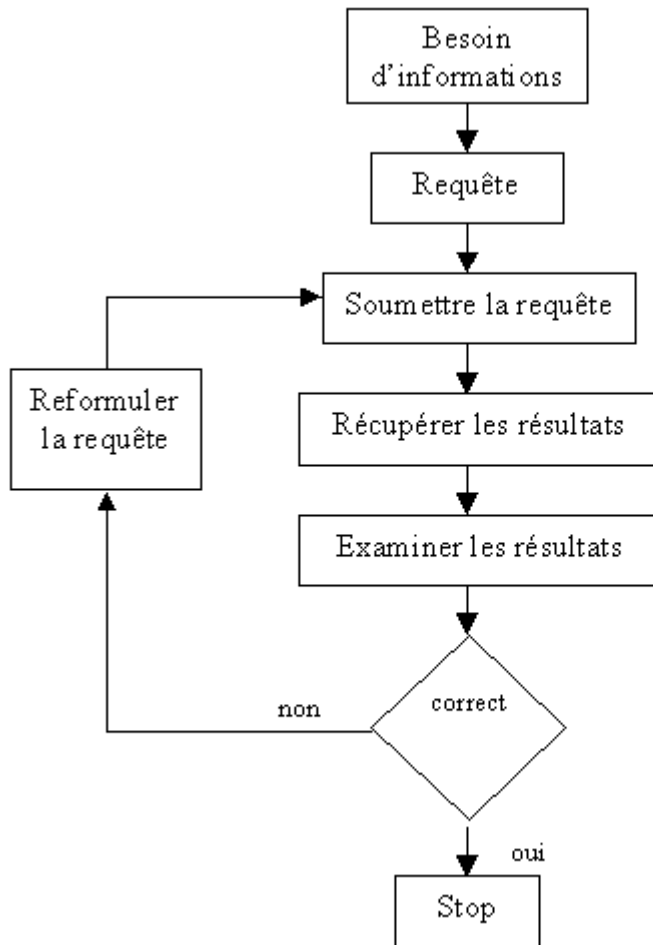 Besoin
d'informations
Requête
Soumettre la requête
Reformuler
la requête
Récupérer les résultats
Examiner les résultats
correct
non
oui
Stop